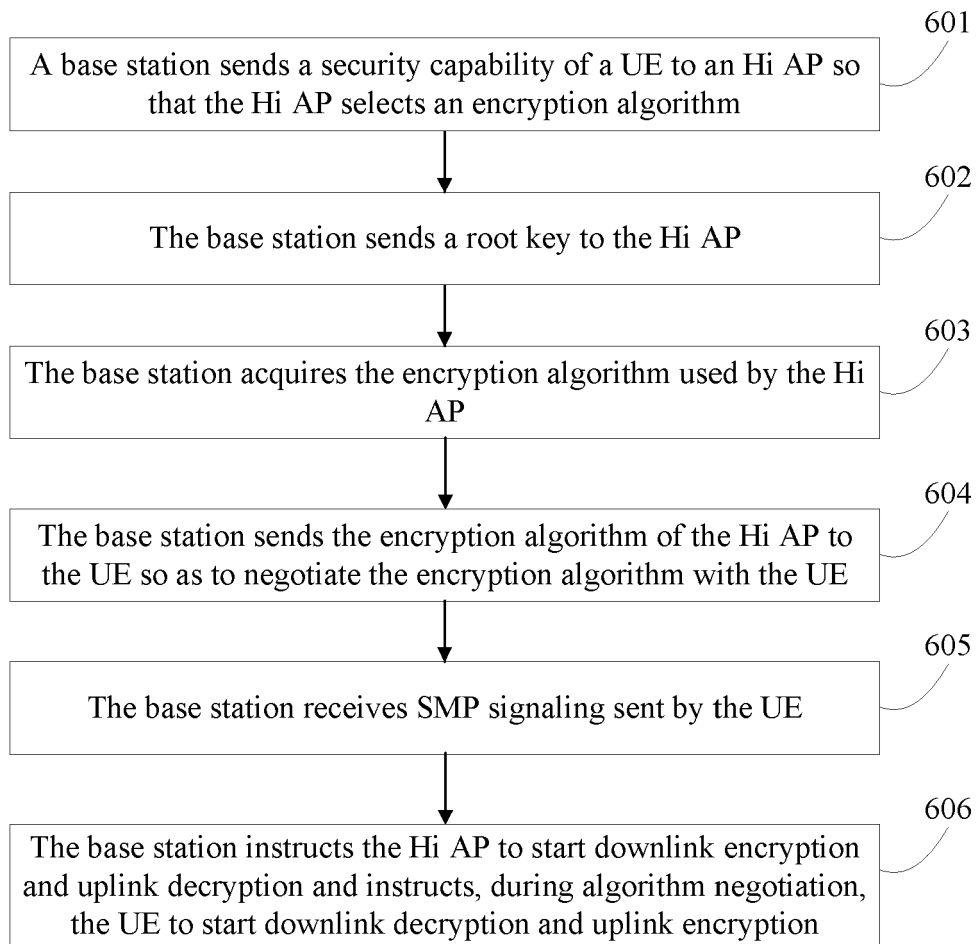 601
A base station sends a security capability of a UE to an Hi AP so
that the Hi AP selects an encryption algorithm
602
The base station sends a root key to the Hi AP
603
The base station acquires the encryption algorithm used by the Hi
AP
604
The base station sends the encryption algorithm of the Hi AP to
the UE so as to negotiate the encryption algorithm with the UE
605
The base station receives SMP signaling sent by the UE
606
The base station instructs the Hi AP to start downlink encryption
and uplink decryption and instructs, during algorithm negotiation,
the UE to start downlink decryption and uplink encryption